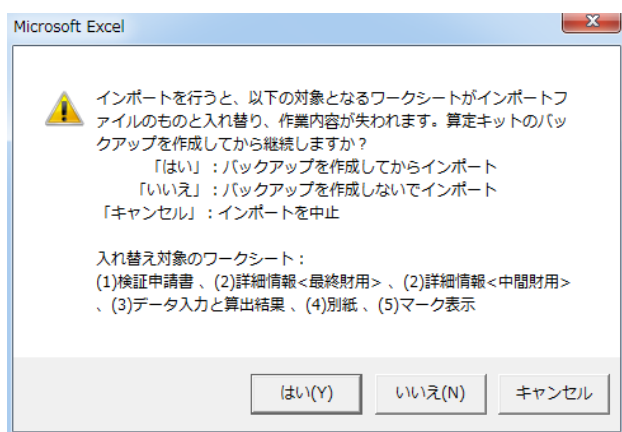 Microsoft Excel
インポートを行うと、以下の対象となるワークシートがインポートフ
ァイルのものと入れ替り、作業内容が失われます。算定キットのバッ
クアップを作成してから継続しますか？
「はい」：バックアップを作成してからインポート
「いいえ」：バックアップを作成しないでインポート
「キャンセル」：インポートを中止
入れ替え対象のワークシート：
(1)検証申請書 、(2)詳細情報<最終財用> 、(2)詳細情報<中間財用>
、(3)データ入力と算出結果 、(4)別紙 、(5)マーク表示
はい(Y) いいえ(N) キャンセル